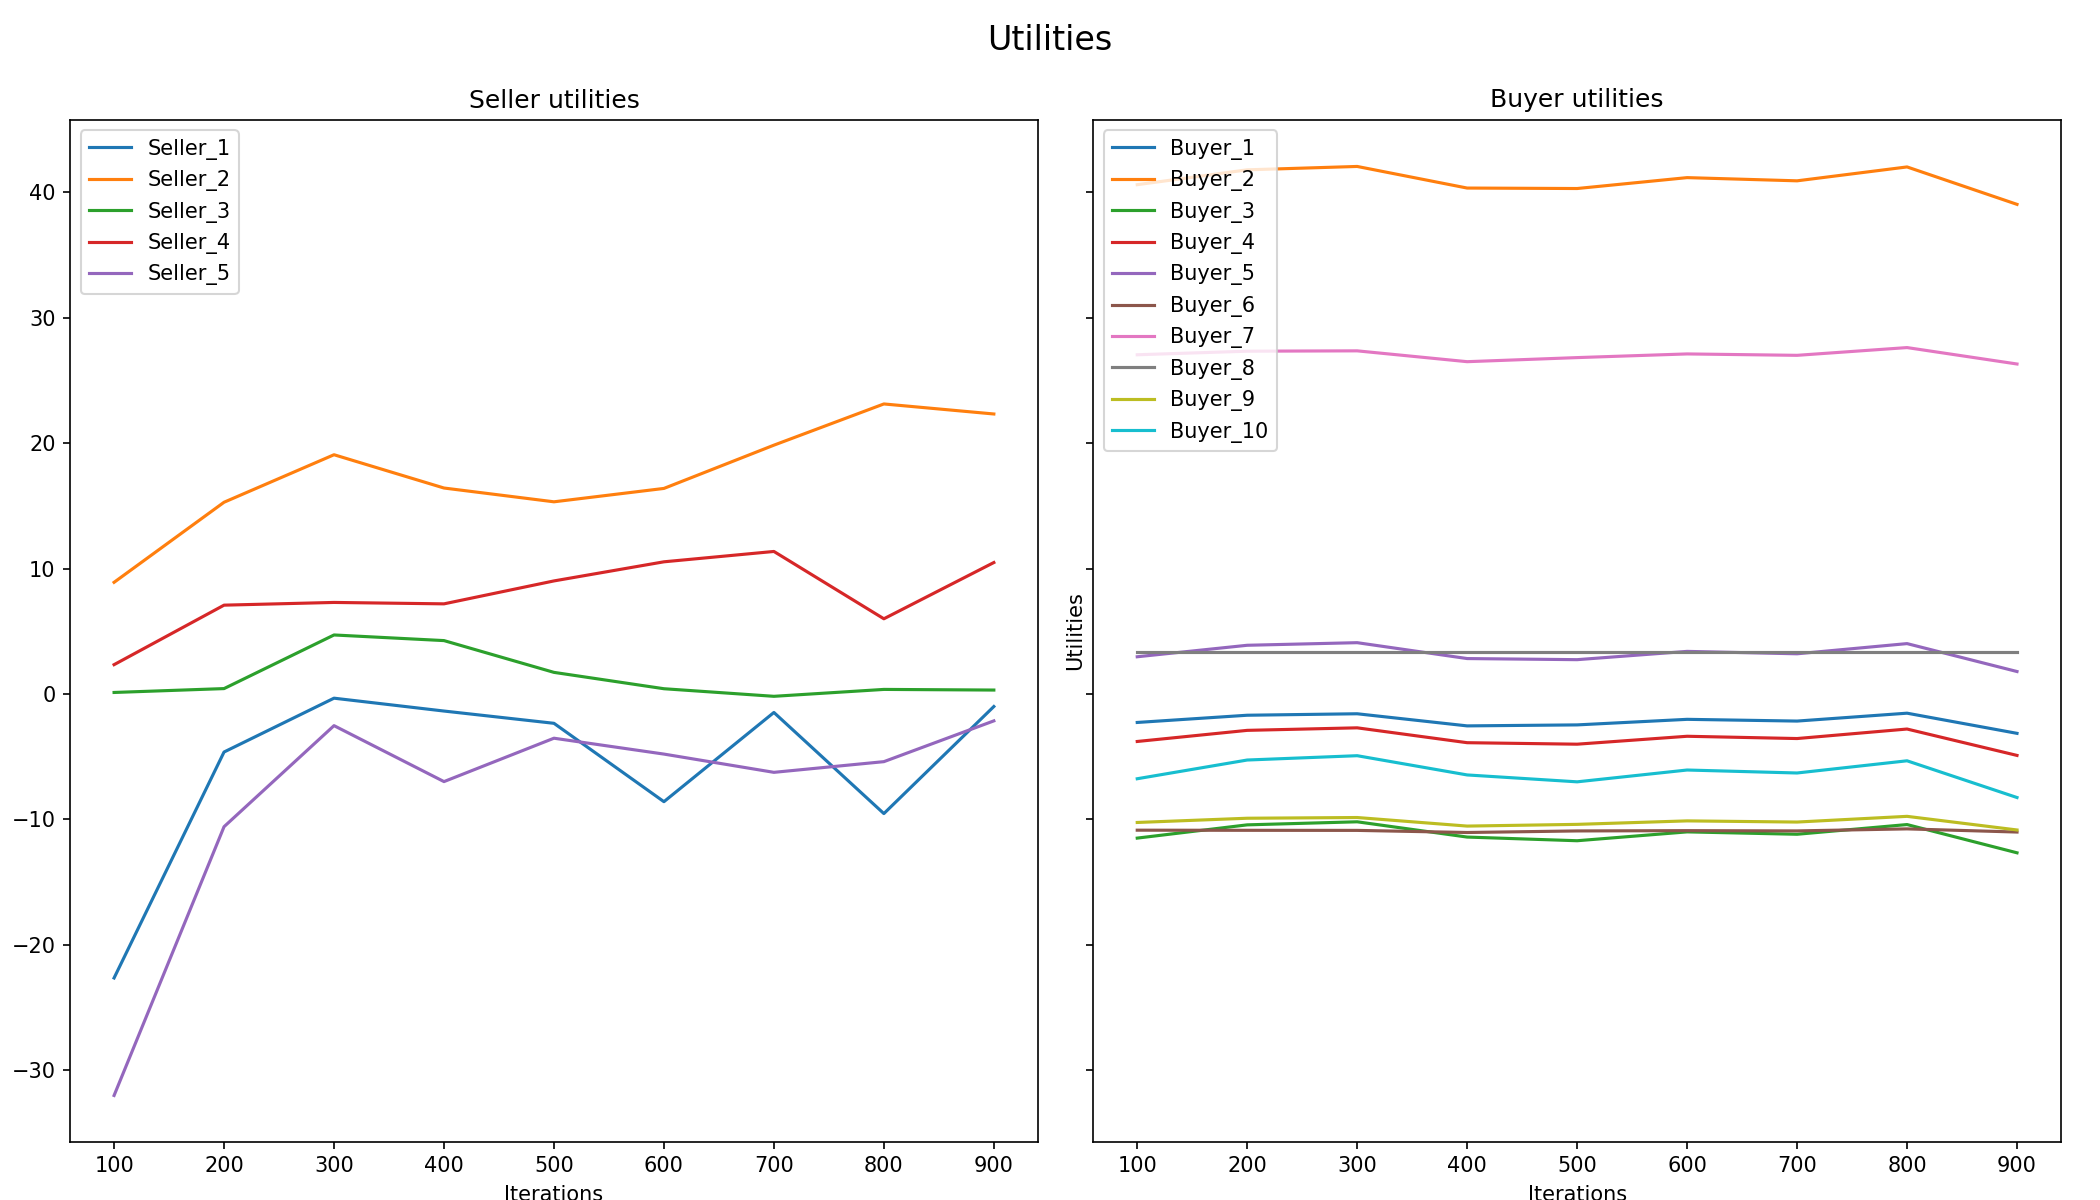 Utilities
Seller utilities
Seller_1
Seller_2
Seller_3
Seller_4
Seller_5
40
30
20
10
0
−10
−20
−30
100 200 300 400 500 600 700 800 900
Iterations
Buyer utilities
Buyer_1
Buyer_2
Buyer_3
Buyer_4
Buyer_5
Buyer_6
Buyer_7
Buyer_8
Buyer_9
Buyer_10
Utilities
100 200 300 400 500 600 700 800 900
Iterations